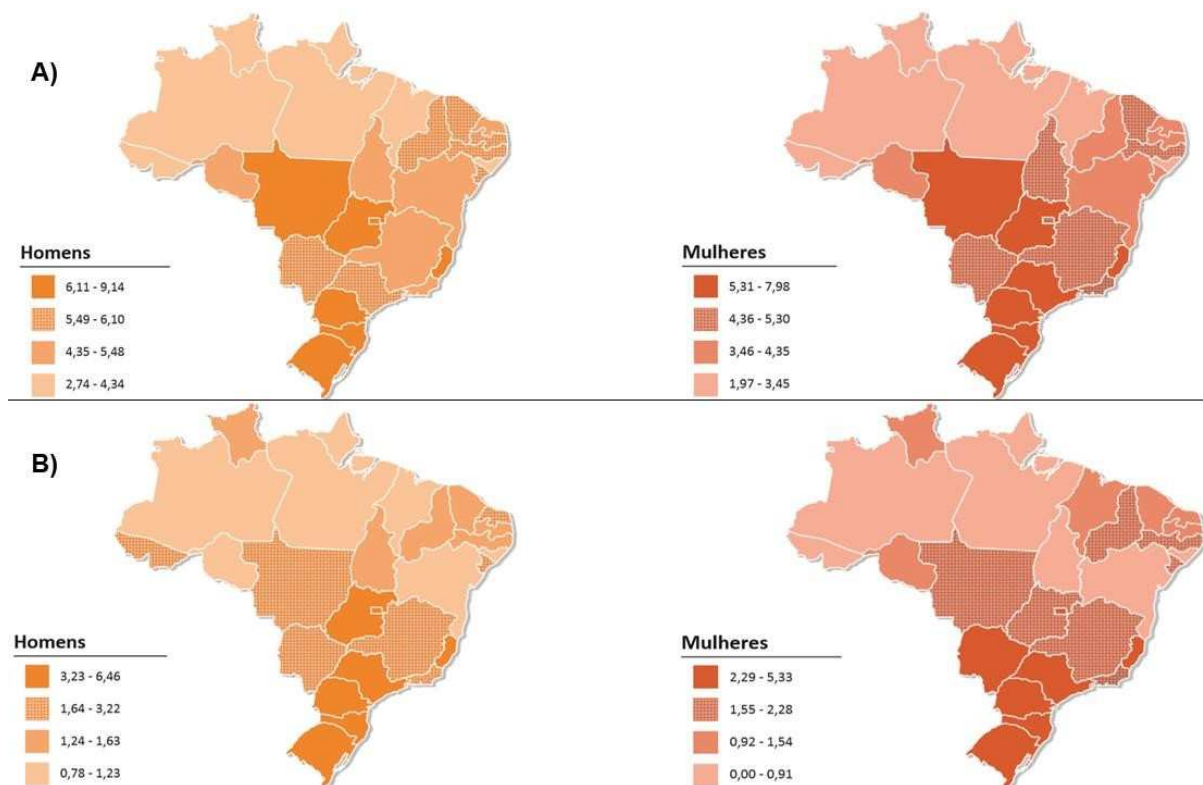 A)
Homens
6,11 - 9,14
5,49 - 6,10
4,35 - 5,48
2,74 - 4,34
Mulheres
5,31 - 7,98
4,36 - 5,30
3,46 - 4,35
1,97 - 3,45
B)
Homens
3,23 - 6,46
1,64 - 3,22
1,24 - 1,63
0,78 - 1,23
Mulheres
2,29 - 5,33
1,55 - 2,28
0,92 - 1,54
0,00 - 0,91